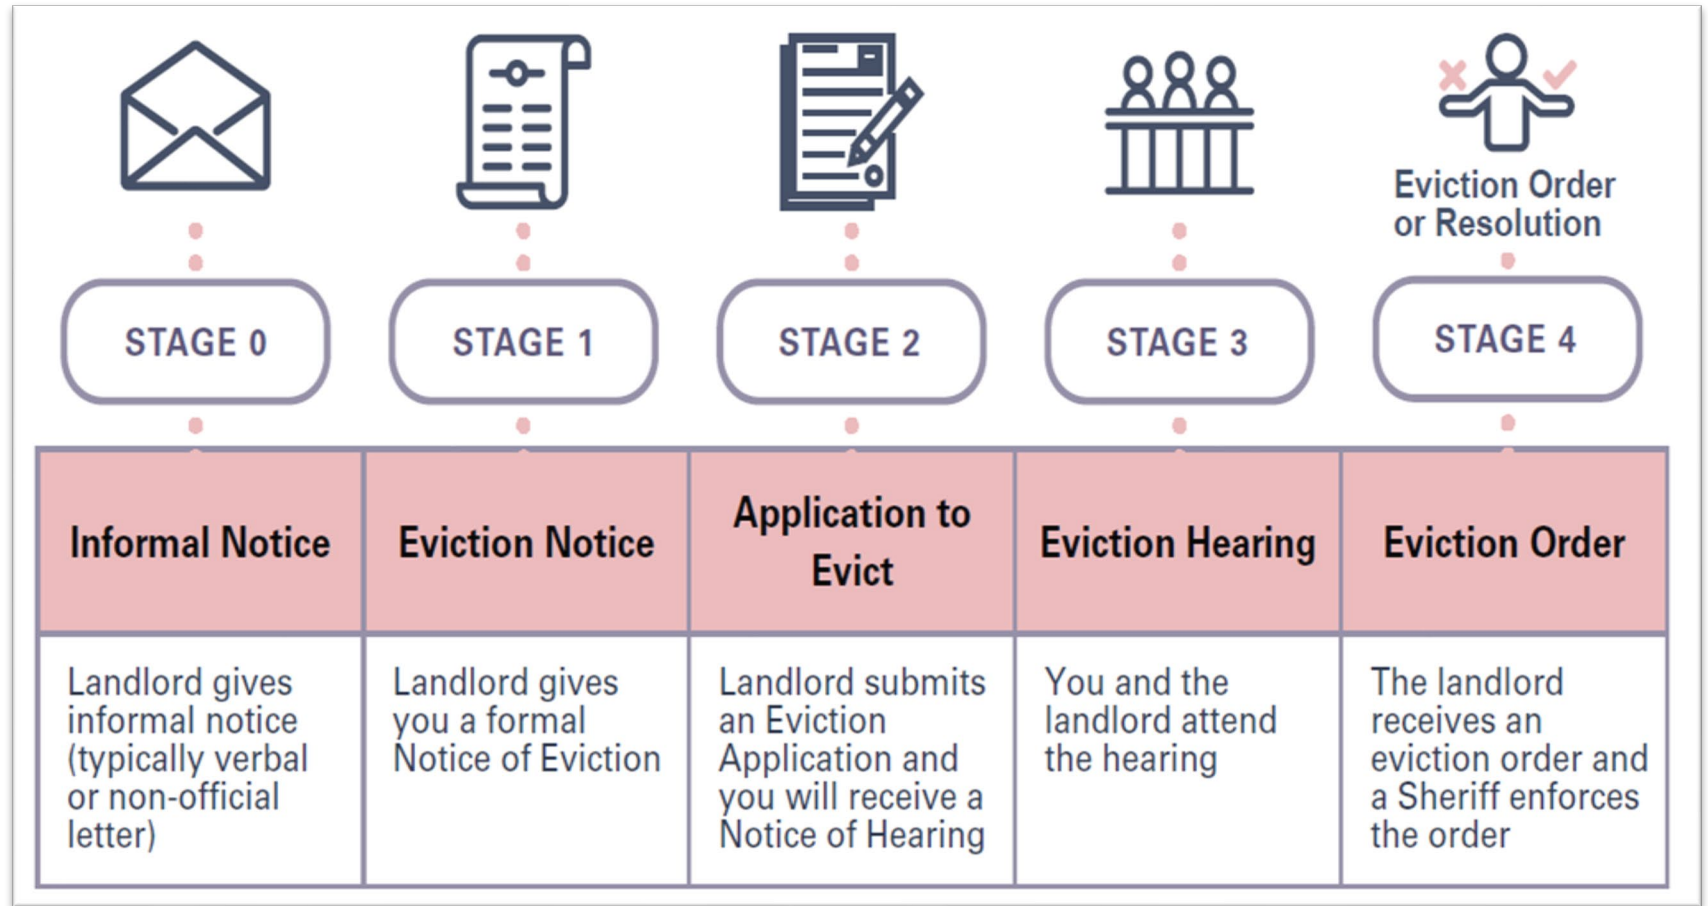 Eviction Order
or Resolution
STAGE 0
STAGE 1
STAGE 2
STAGE 3
STAGE 4
Informal Notice
Eviction Notice
Application to
Evict
Eviction Hearing
Eviction Order
Landlord gives
informal notice
(typically verbal
or non-official
letter)
Landlord gives
you a formal
Notice of Eviction
Landlord submits
an Eviction
Application and
you will receive a
Notice of Hearing
You and the
landlord attend
the hearing
The landlord
receives an
eviction order and
a Sheriff enforces
the order